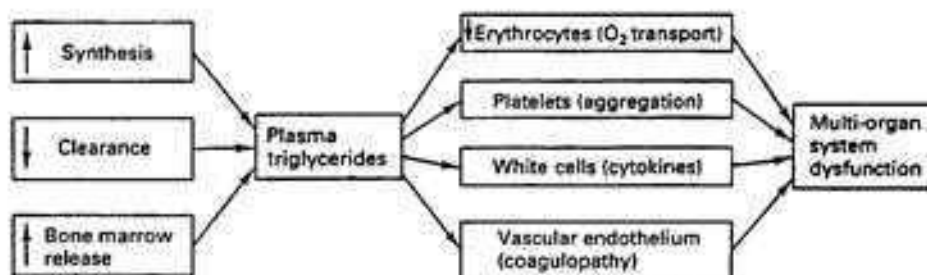 ↑ Synthesis
↓ Clearance
↑ Bone marrow
release
Plasma
triglycerides
↓Erythrocytes (O₂ transport)
Platelets (aggregation)
White cells (cytokines)
Vascular endothelium
(coagulopathy)
Multi-organ
system
dysfunction